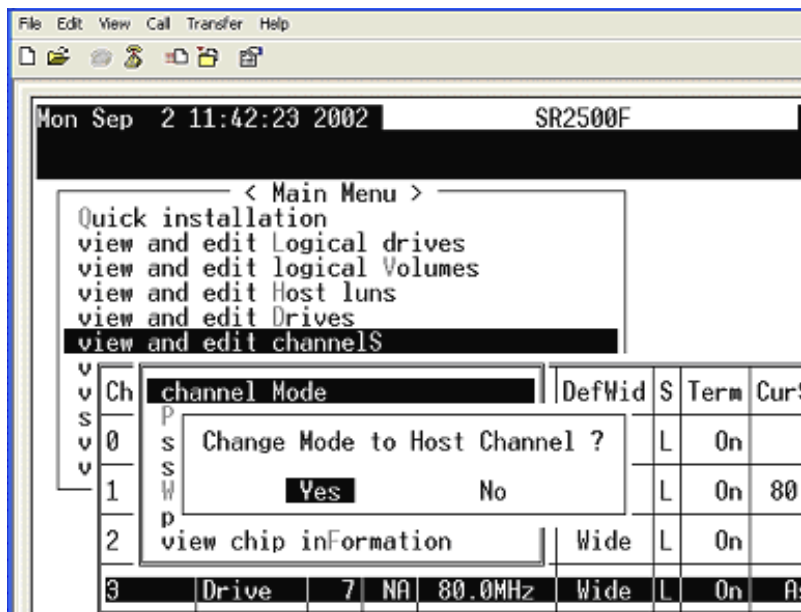 File Edit View Call Transfer Help
Mon Sep 2 11:42:23 2002 SR2500F
< Main Menu >
Quick installation
view and edit Logical drives
view and edit logical Volumes
view and edit Host luns
view and edit Drives
view and edit channelS
v
v Ch channel Mode DefWid S Term Cur
s P
v 0 s Change Mode to Host Channel ? L On
v s
1 W Yes No L On 80
p
2 view chip inFormation Wide L On
3 Drive 7 NA 80.0MHz Wide L On